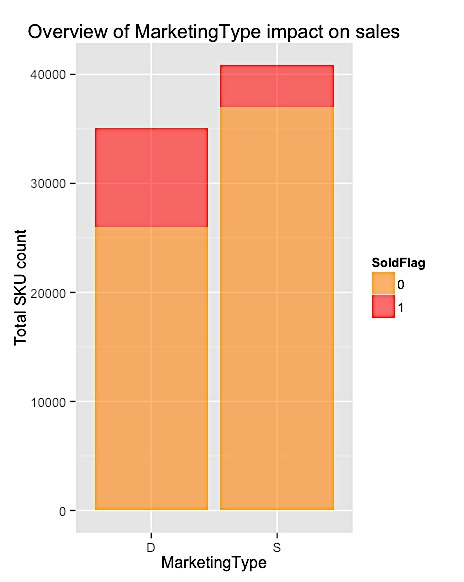 Overview of MarketingType impact on sales
40000
30000
20000
10000
0
Total SKU count
D
S
MarketingType
SoldFlag
0
1